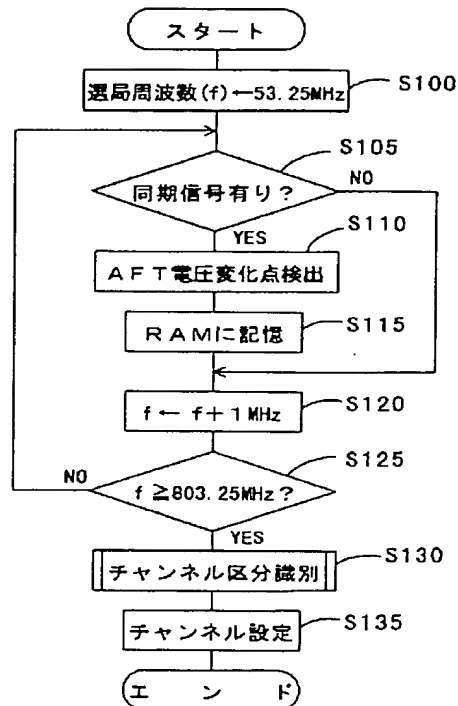 スタート
選局周波数(f)←53.25MHz
S100
S105
同期信号有り?
NO
YES
S110
AFT電圧変化点検出
RAMに記憶
S115
f ← f+1MHz
S120
S125
NO
f≧803.25MHz?
YES
チャンネル区分識別
S130
チャンネル設定
S135
エンド